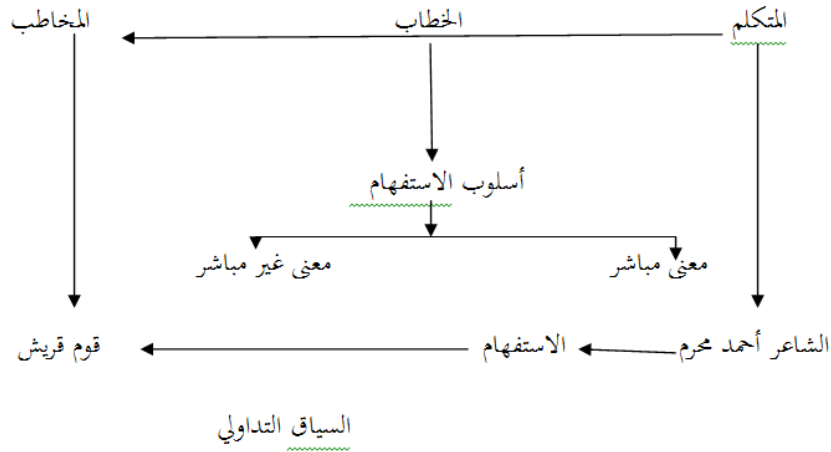 المتكلم الخطاب المخاطب
أسلوب الاستفهام
معنى مباشر معنى غير مباشر
الشاعر أحمد محرم الاستفهام قوم قريش
السياق التداولي